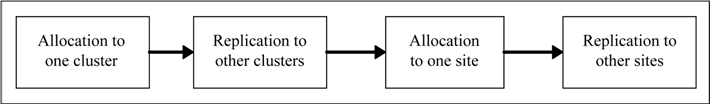 Allocation to
one cluster
Replication to
other clusters
Allocation
to one site
Replication to
other sites